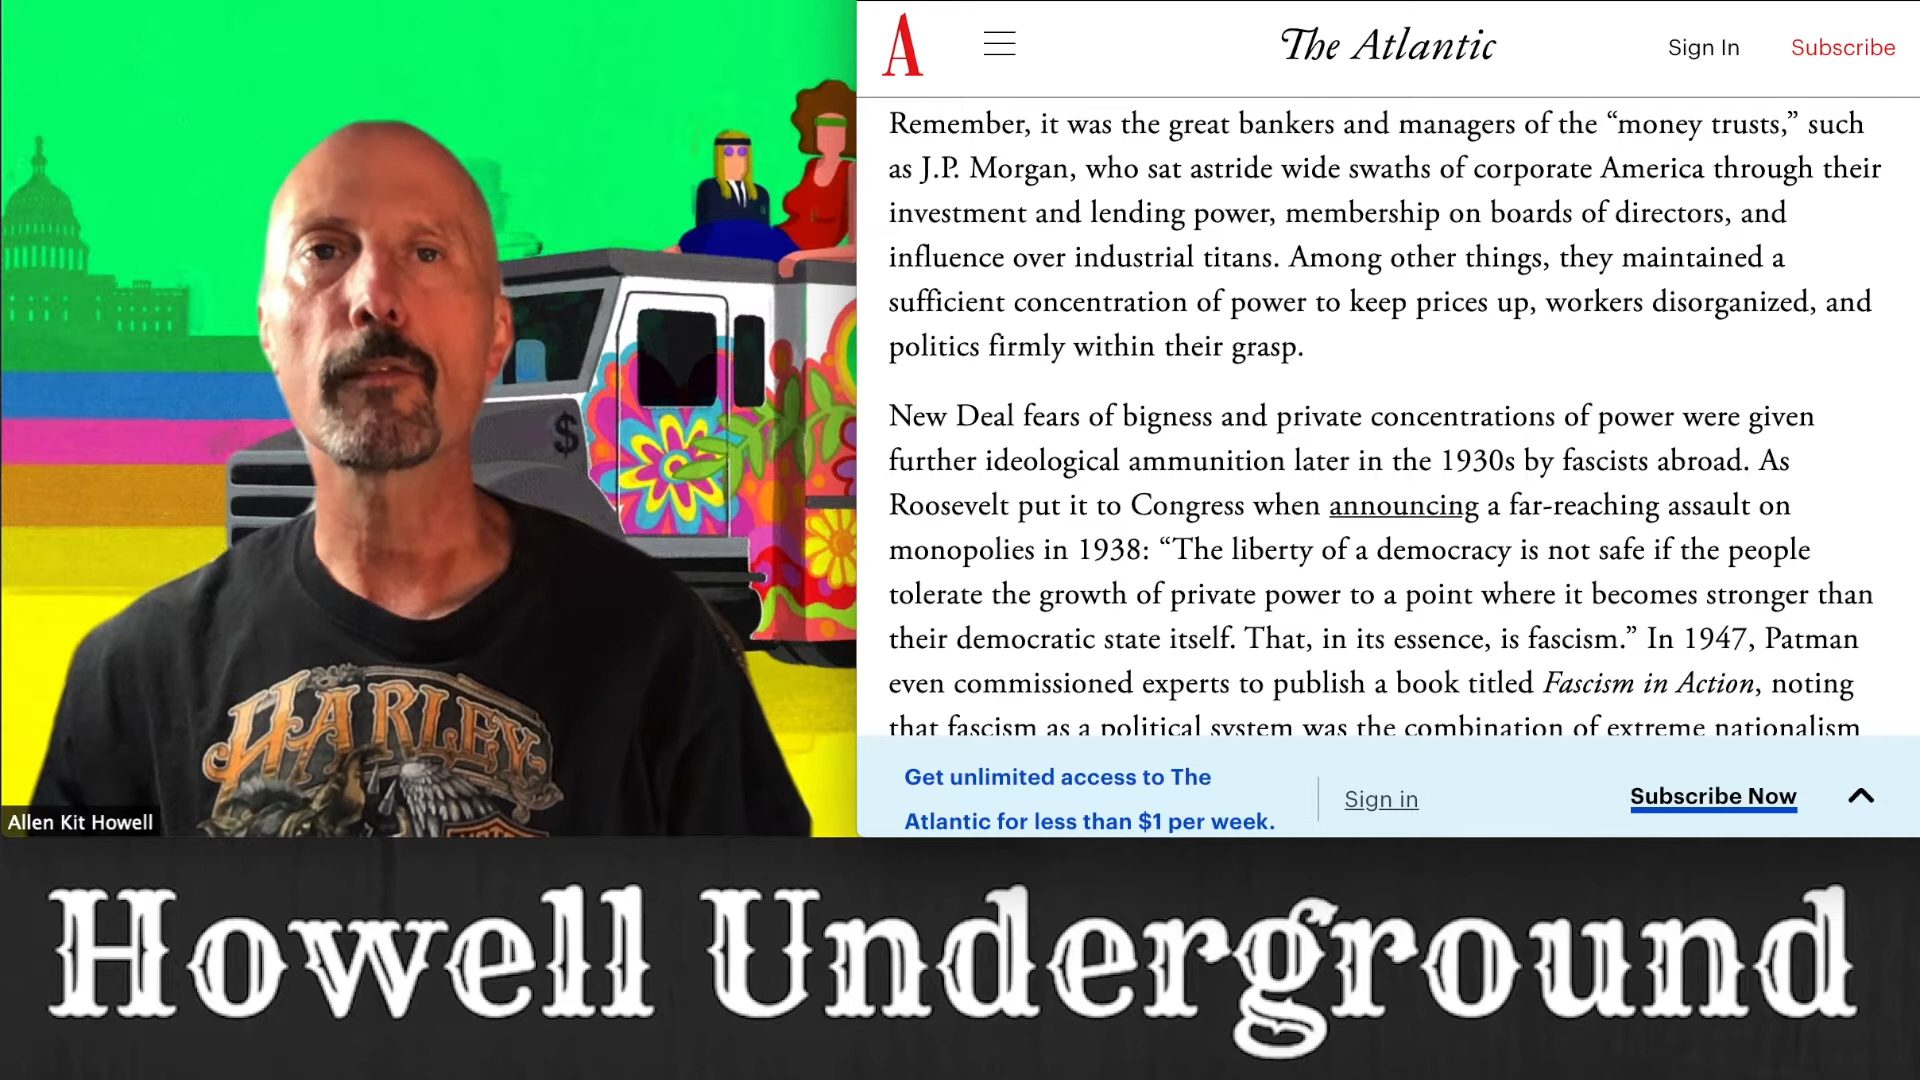 A
The Atlantic
Sign In
Subscribe
Remember, it was the great bankers and managers of the “money trusts,” such
as J.P. Morgan, who sat astride wide swaths of corporate America through their
investment and lending power, membership on boards of directors, and
influence over industrial titans. Among other things, they maintained a
sufficient concentration of power to keep prices up, workers disorganized, and
politics firmly within their grasp.
New Deal fears of bigness and private concentrations of power were given
further ideological ammunition later in the 1930s by fascists abroad. As
Roosevelt put it to Congress when announcing a far-reaching assault on
monopolies in 1938: “The liberty of a democracy is not safe if the people
tolerate the growth of private power to a point where it becomes stronger than
their democratic state itself. That, in its essence, is fascism.” In 1947, Patman
even commissioned experts to publish a book titled Fascism in Action, noting
that fascism as a political system was the combination of extreme nationalism
Get unlimited access to The
Atlantic for less than $1 per week.
Sign in
Subscribe Now
$
HARLEY-
Allen Kit Howell
Howell Underground